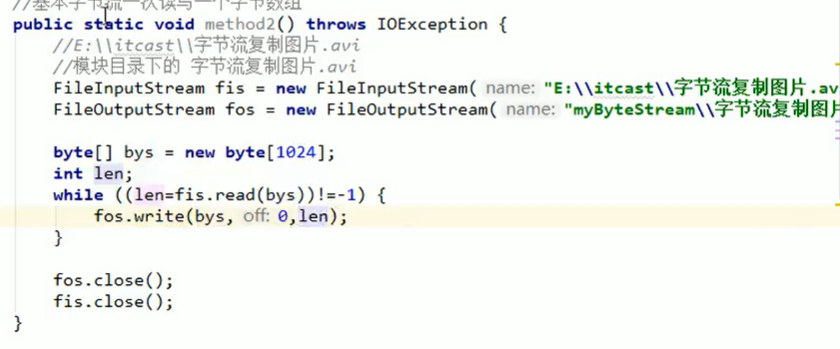 //基本字节流一次读写一个字节数组
public static void method2() throws IOException {
//E:\\itcast\\字节流复制图片.avi
//模块目录下的 字节流复制图片.avi
FileInputStream fis = new FileInputStream( name: "E:\\itcast\\字节流复制图片.av
FileOutputStream fos = new FileOutputStream( name: "myByteStream\\字节流复制图片
byte[] bys = new byte[1024];
int len;
while ((len=fis.read(bys))!=-1) {
fos.write(bys, off: 0,len);
}
fos.close();
fis.close();
}